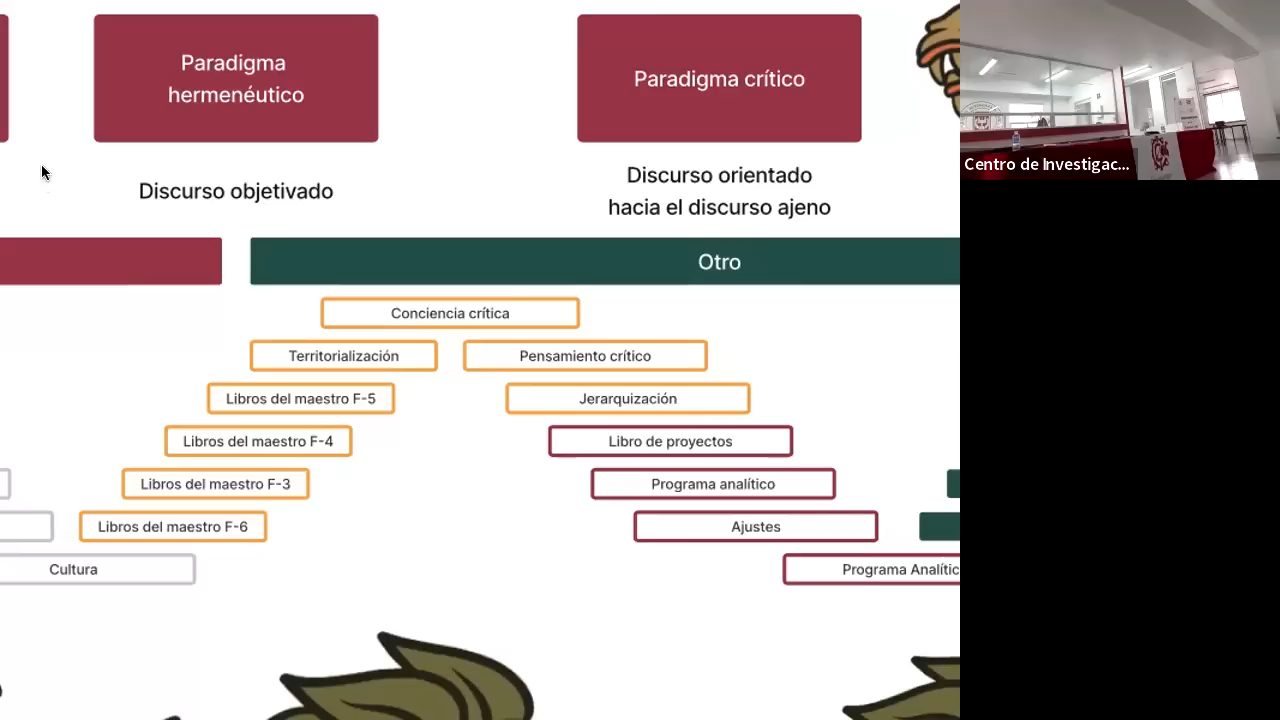 Paradigma
hermenéutico
Paradigma crítico
Discurso objetivado
Discurso orientado
hacia el discurso ajeno
Otro
Conciencia crítica
Territorialización
Pensamiento crítico
Libros del maestro F-5
Jerarquización
Libros del maestro F-4
Libro de proyectos
Libros del maestro F-3
Programa analítico
Libros del maestro F-6
Ajustes
Cultura
Programa Analític
Centro de Investigac...